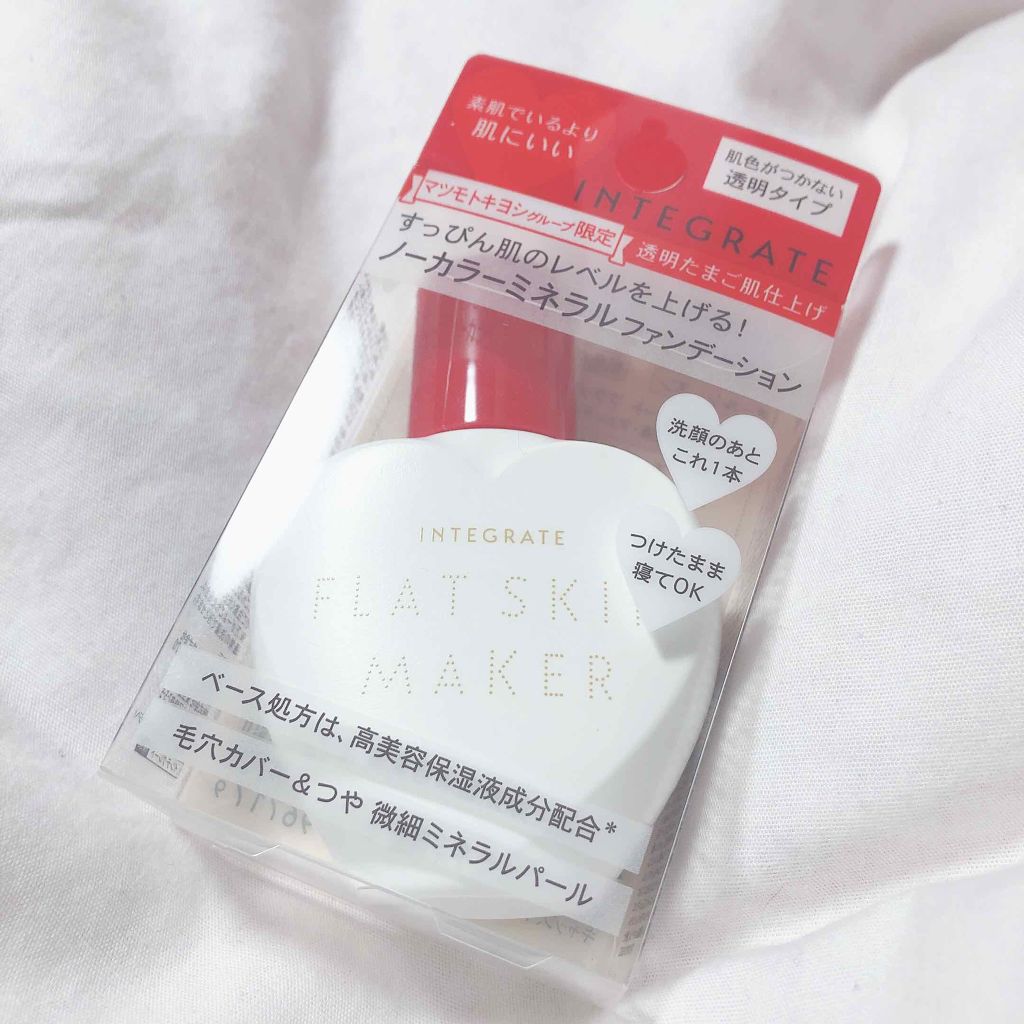 素肌でいるより
肌にいい
肌色がつかない
透明タイプ
INTEGRATE
マツモトキヨシグループ限定
透明たまご肌仕上げ
すっぴん肌のレベルを上げる!
ノーカラーミネラルファンデーション
洗顔のあと
これ1本
つけたまま
寝てOK
INTEGRATE
FLAT SKIN
MAKER
ベース処方は、高美容保湿液成分配合*
毛穴カバー&つや 微細ミネラルパール